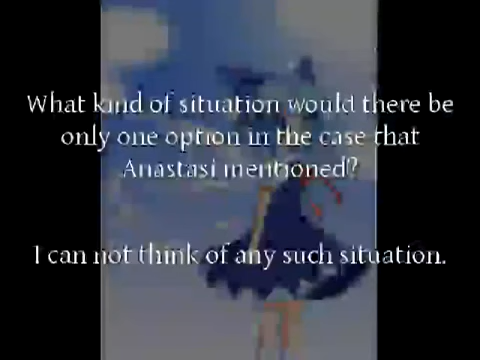 What kind of situation would there be
only one option in the case that
Anastasi mentioned?
I can not think of any such situation.